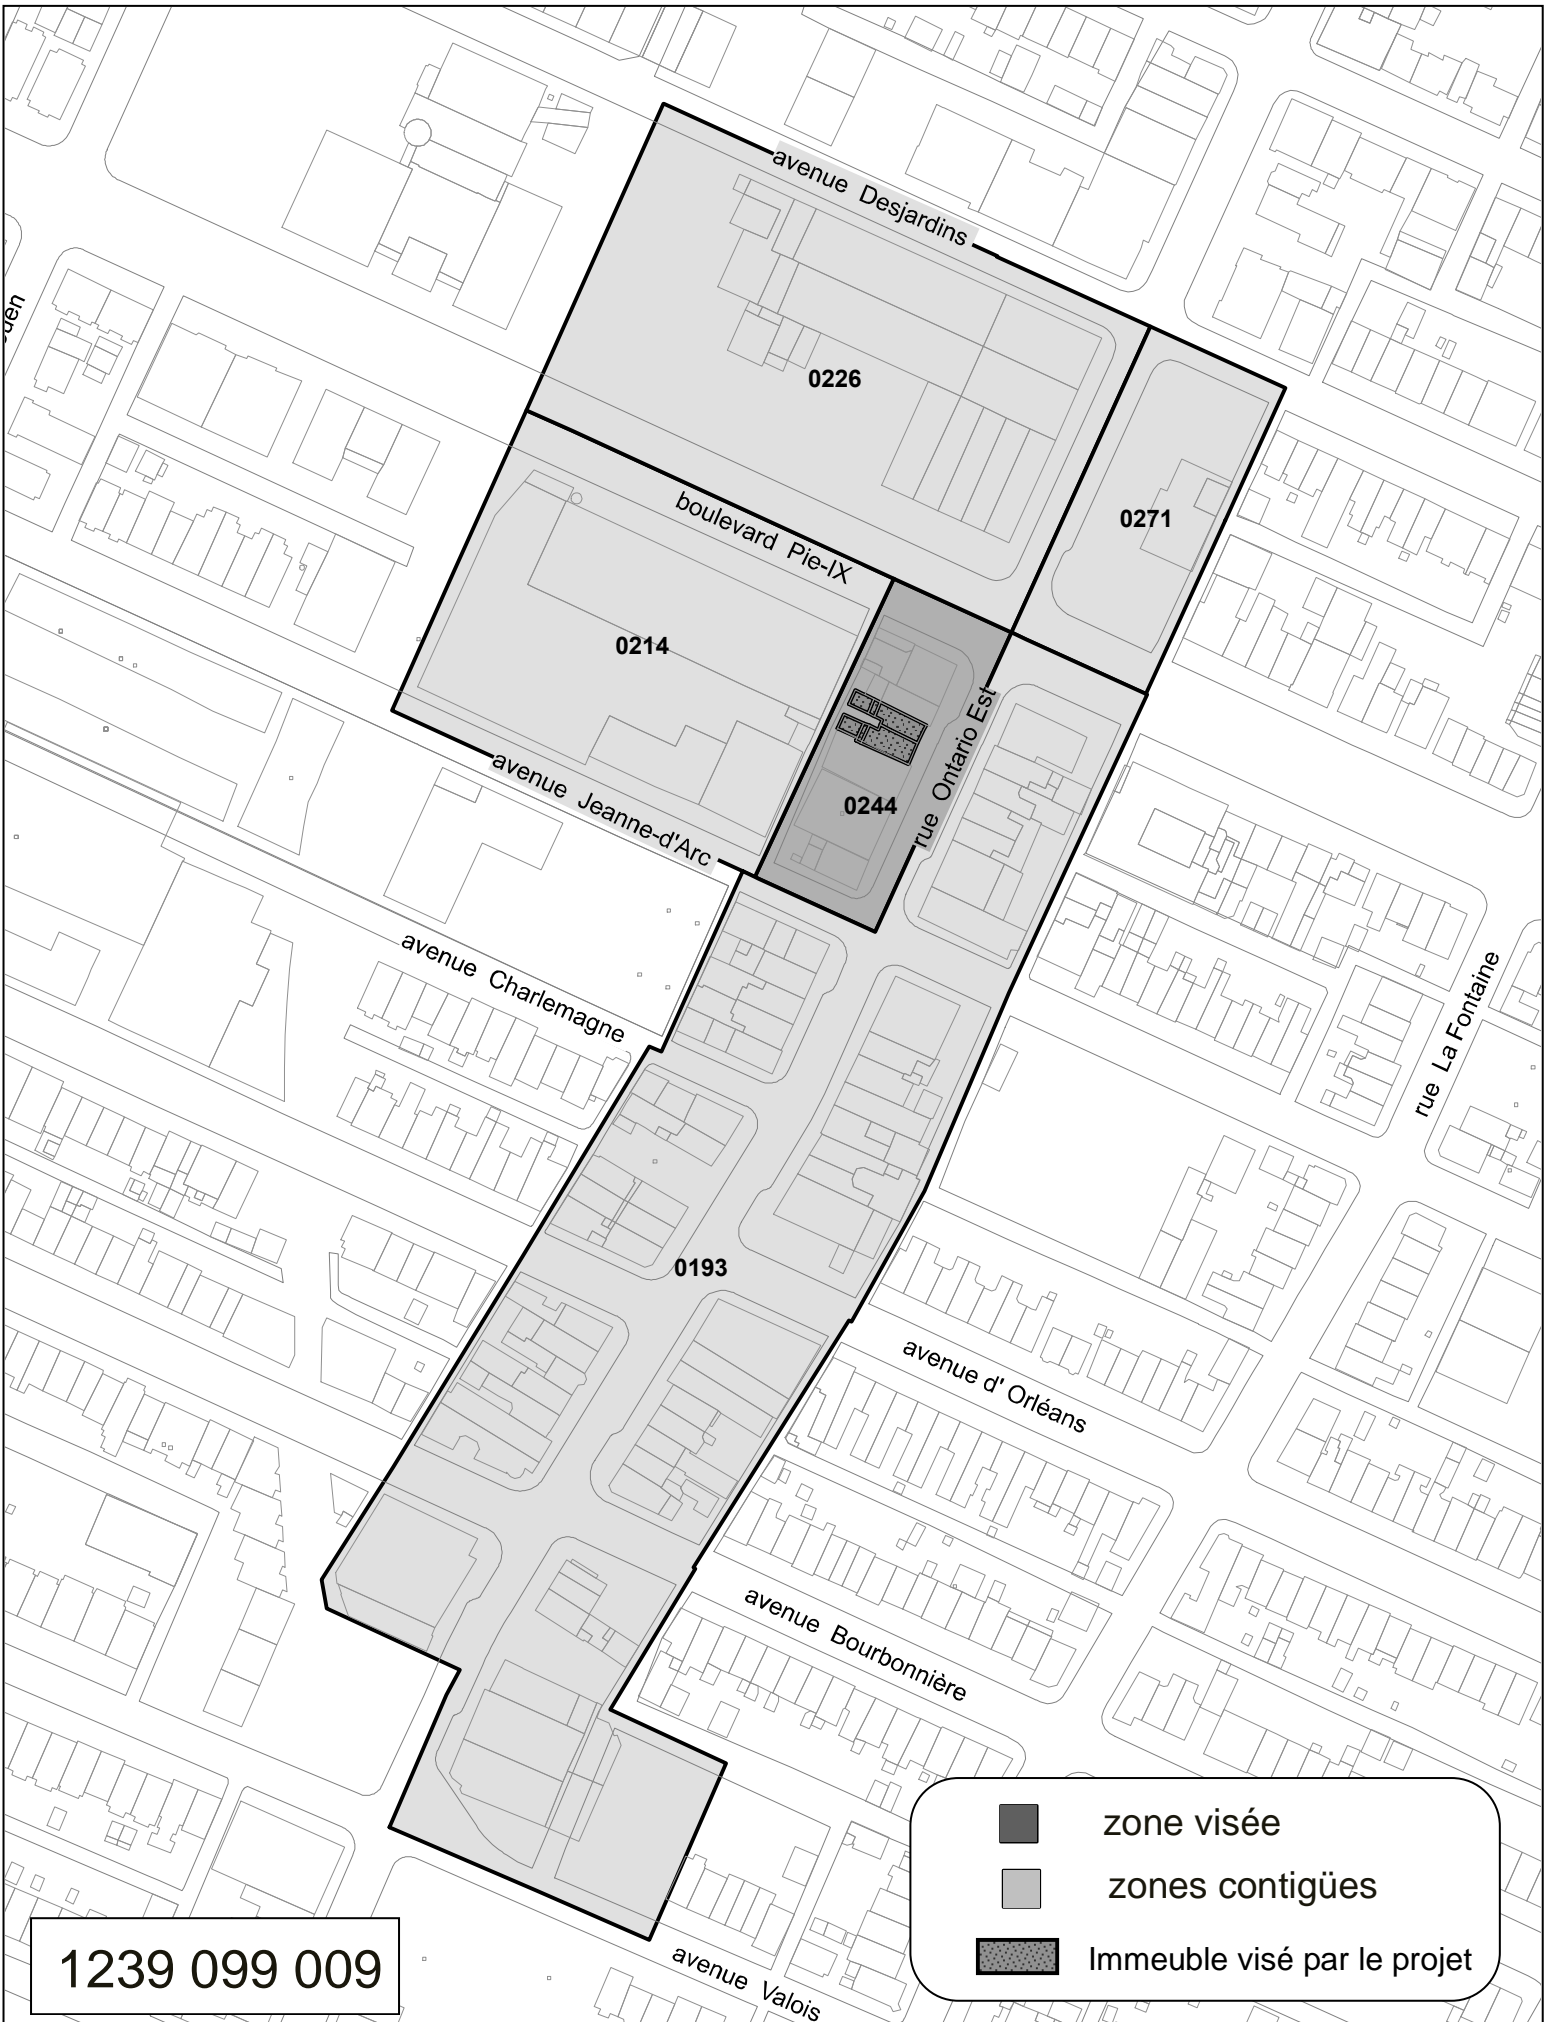 avenue Desjardins
0226
boulevard Pie-IX
0271
0214
rue Ontario Est
avenue Jeanne-d'Arc
0244
avenue Charlemagne
rue La Fontaine
0193
avenue d' Orléans
avenue Bourbonnière
zone visée
zones contigües
Immeuble visé par le projet
1239 099 009
avenue Valois